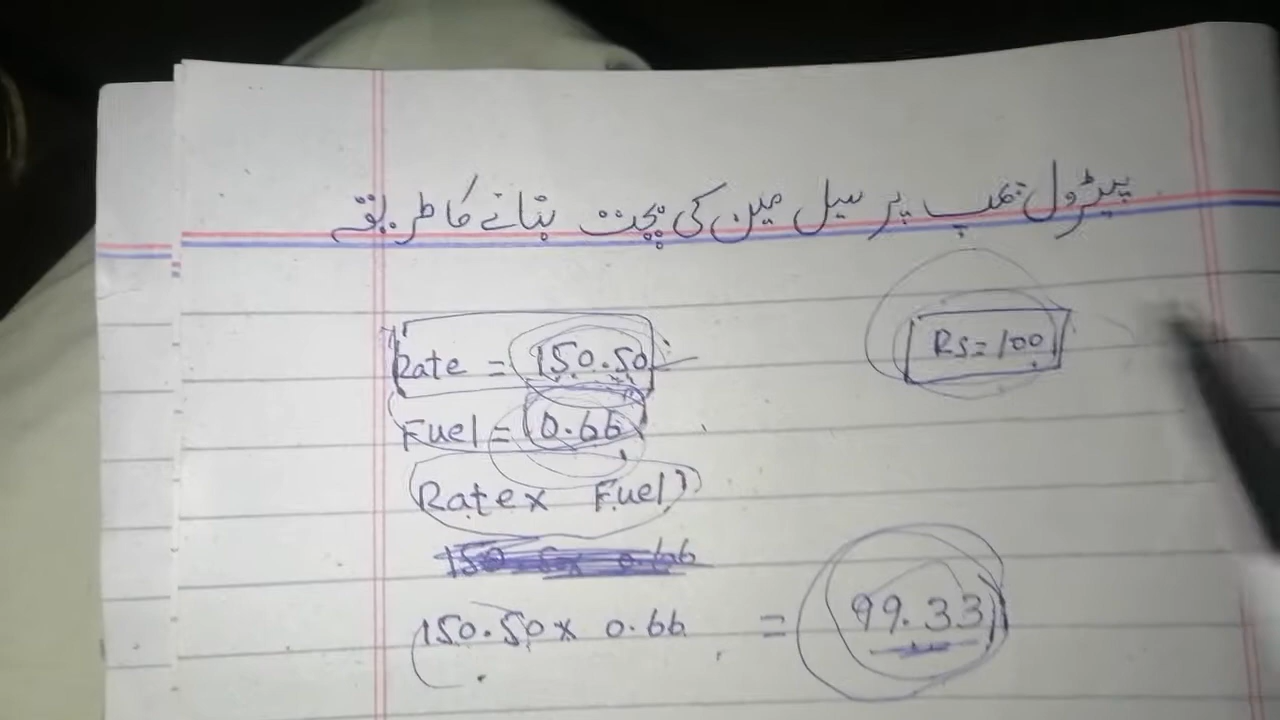 پیٹرول پمپ پر سیل مین کی بچت بتانے کا طریقہ
Rate = 150.50
Rs=100
Fuel = 0.66
Rate x Fuel
150.50 x 0.66 = 99.33